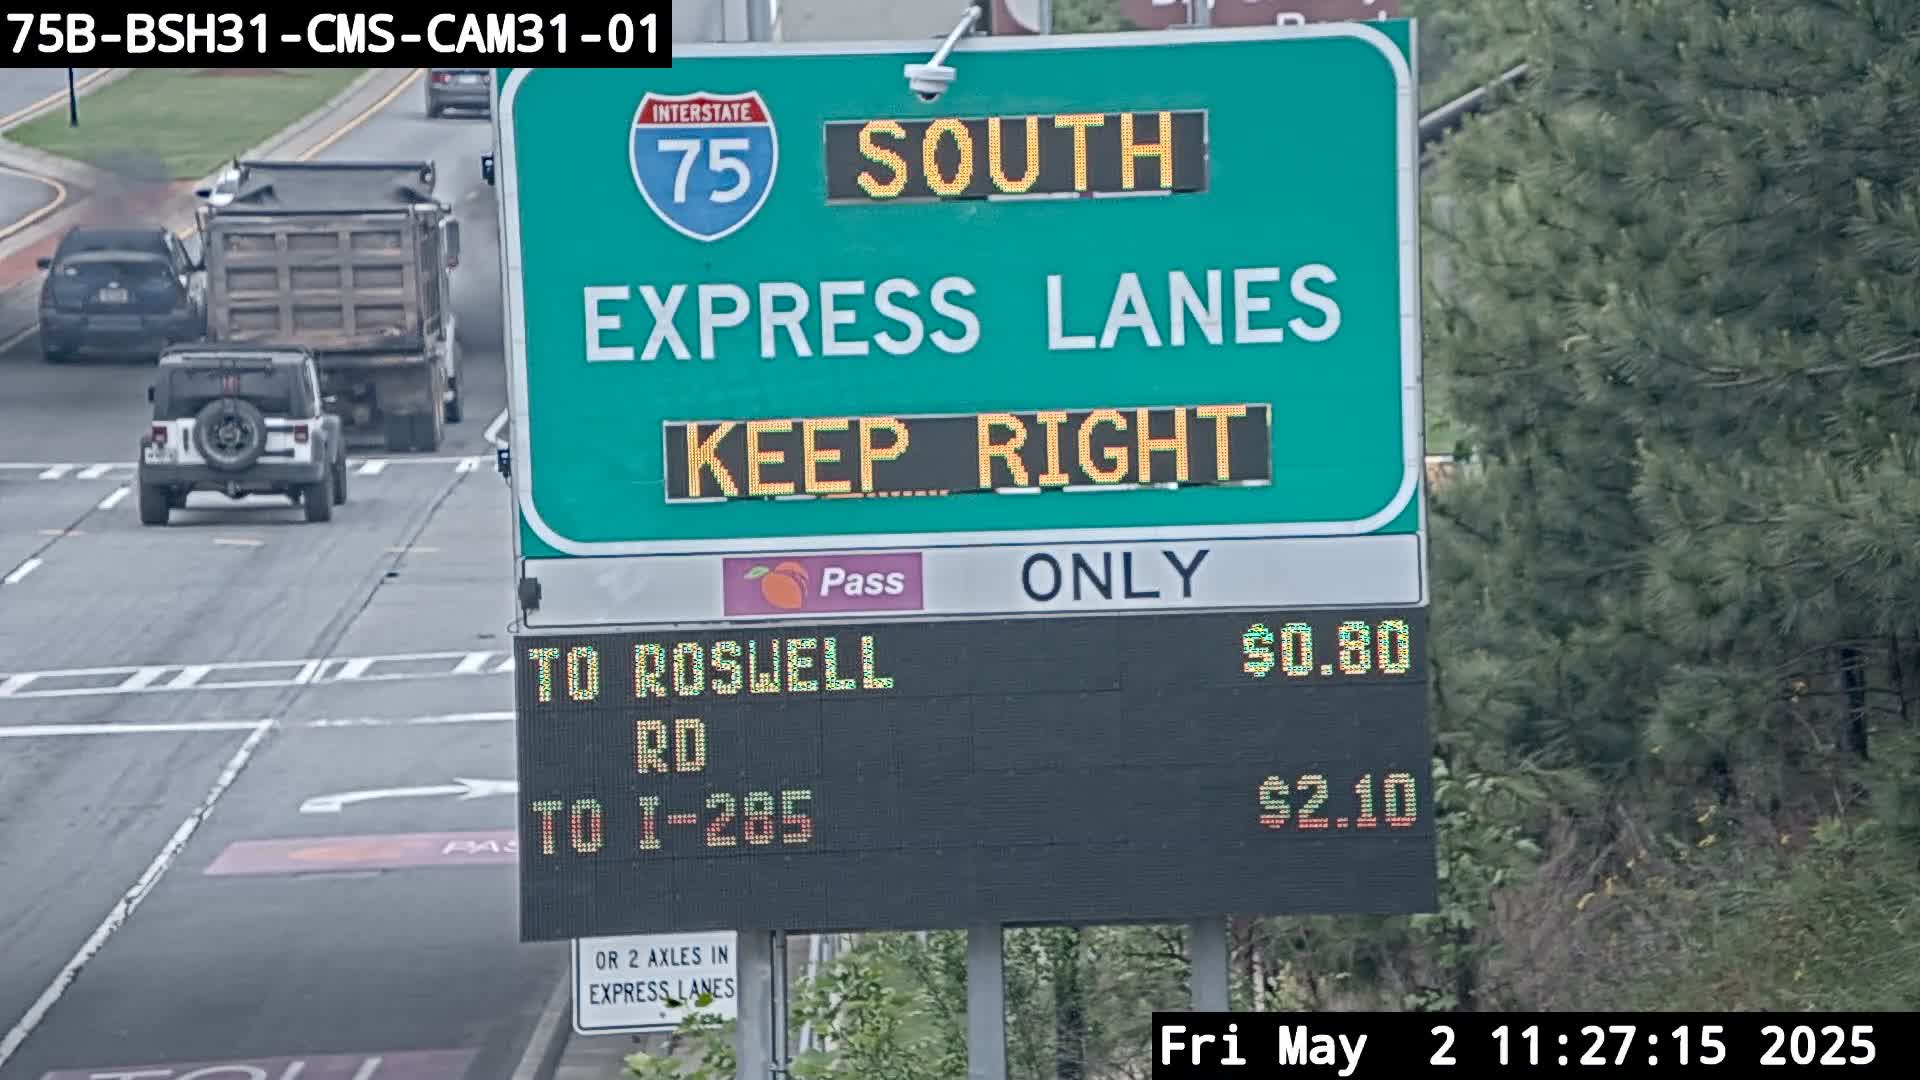 75B-BSH31-CMS-CAM31-01
INTERSTATE
75
SOUTH
EXPRESS LANES
KEEP RIGHT
Pass ONLY
TO ROSWELL $0.80
RD
TO I-285 $2.10
OR 2 AXLES IN
EXPRESS LANES
TOLL
Fri May 2 11:27:15 2025